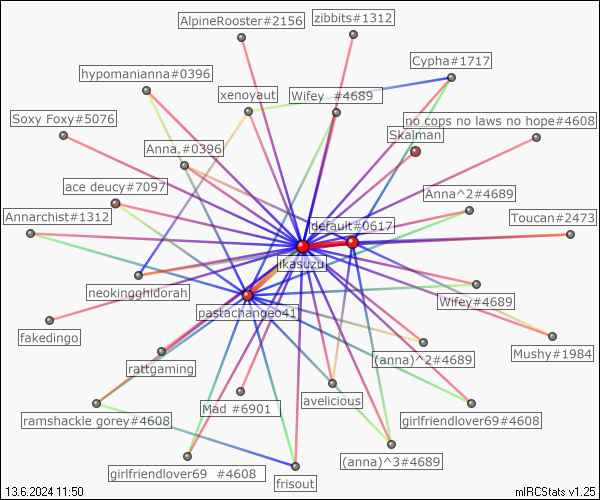 AlpineRooster#2156
zibbits#1312
Cypha#1717
hypomanianna#0396
xenoyaut
Wifey #4689
Soxy Foxy#5076
no cops no laws no hope#4608
Skalman
Anna.#0396
ace deucy#7097
Anna^2#4689
Annarchist#1312
default#0617
Toucan#2473
ikasuzu
neokingghidorah
Wifey#4689
pastachangeo41
fakedingo
(anna)^2#4689
Mushy#1984
rattgaming
avelicious
Mad #6901
ramshackle gorey#4608
girlfriendlover69#4608
(anna)^3#4689
girlfriendlover69 #4608
frisout
13.6.2024 11:50
mIRCStats v1.25